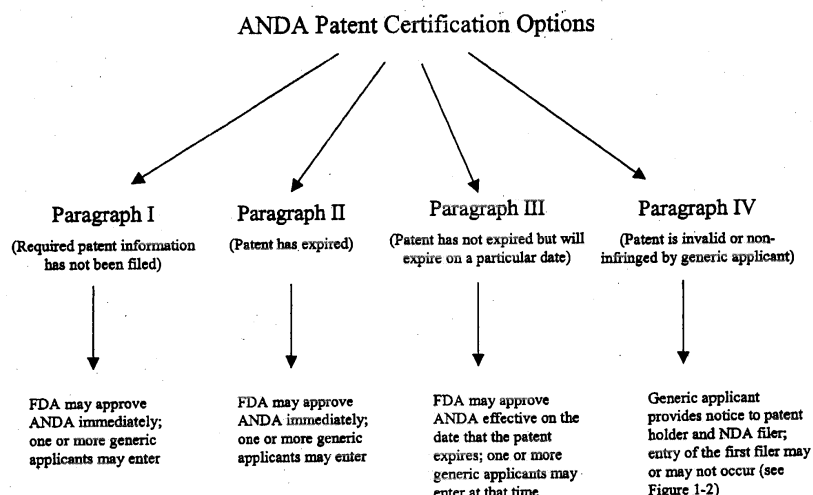 ANDA Patent Certification Options
Paragraph I
(Required patent information
has not been filed)
FDA may approve
ANDA immediately;
one or more generic
applicants may enter
Paragraph II
(Patent has expired)
FDA may approve
ANDA immediately;
one or more generic
applicants may enter
Paragraph III
(Patent has not expired but will
expire on a particular date)
FDA may approve
ANDA effective on the
date that the patent
expires; one or more
generic applicants may
enter at that time
Paragraph IV
(Patent is invalid or non-
infringed by generic applicant)
Generic applicant
provides notice to patent
holder and NDA filer;
entry of the first filer may
or may not occur (see
Figure 1-2)